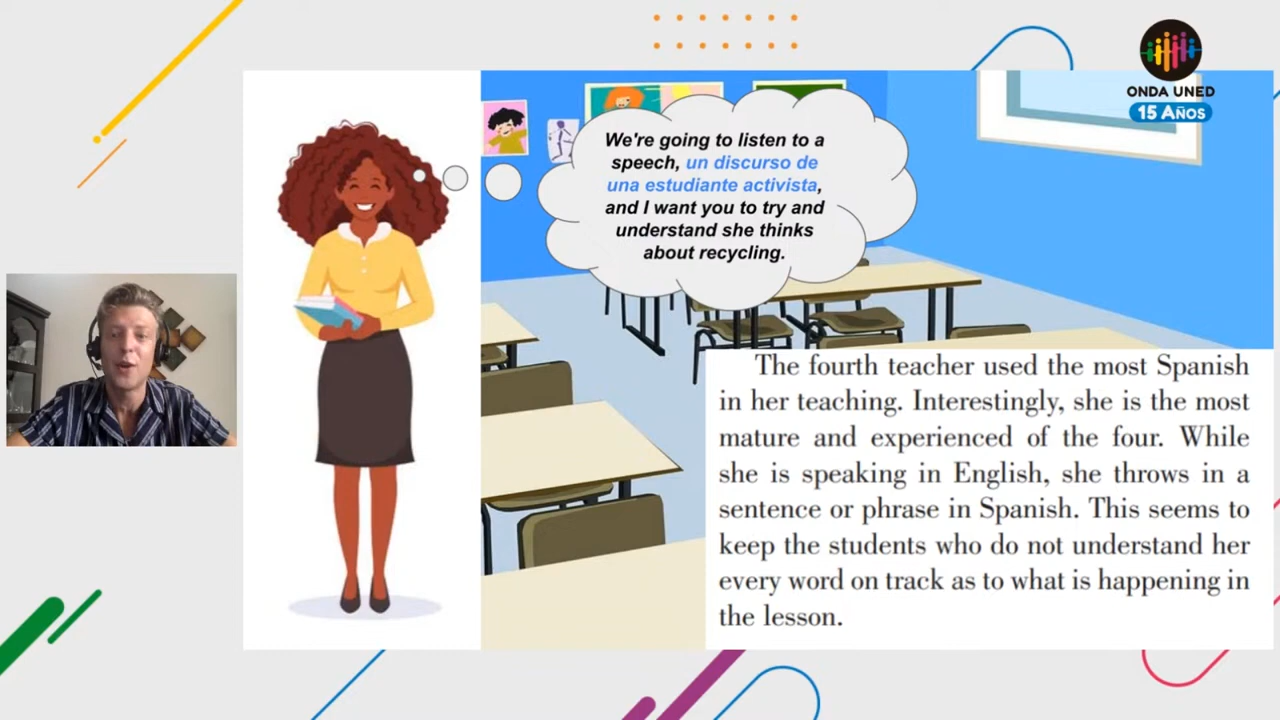 ONDA UNED
15 AÑOS
We're going to listen to a
speech, un discurso de
una estudiante activista,
and I want you to try and
understand she thinks
about recycling.
The fourth teacher used the most Spanish
in her teaching. Interestingly, she is the most
mature and experienced of the four. While
she is speaking in English, she throws in a
sentence or phrase in Spanish. This seems to
keep the students who do not understand her
every word on track as to what is happening in
the lesson.